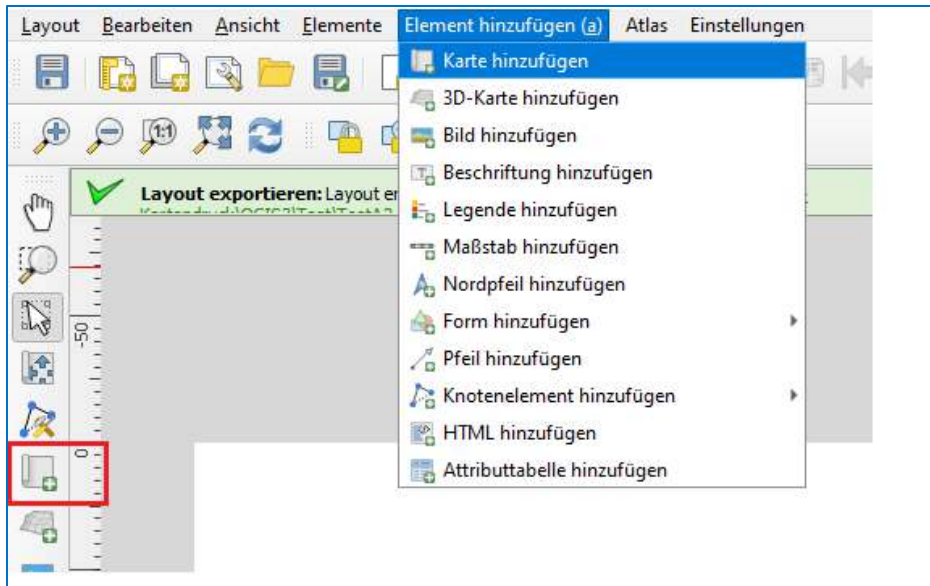 Layout Bearbeiten Ansicht Elemente Element hinzufügen (a) Atlas Einstellungen
Karte hinzufügen
3D-Karte hinzufügen
1:1
Bild hinzufügen
Beschriftung hinzufügen
Layout exportieren: Layout er
Legende hinzufügen
Maßstab hinzufügen
Nordpfeil hinzufügen
-50
Form hinzufügen
Pfeil hinzufügen
Knotenelement hinzufügen
HTML hinzufügen
0
Attributtabelle hinzufügen